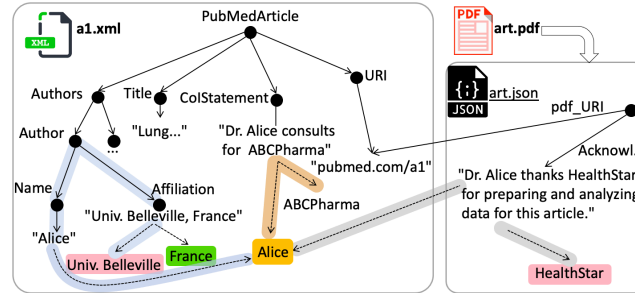 PubMedArticle
XML
a1.xml
PDF
art.pdf
URI
Authors
Title
CoIStatement
{;}
JSON
art.json
pdf_URI
Author
...
"Lung..."
"Dr. Alice consults
for ABCPharma"
"pubmed.com/a1"
Acknowl.
"Dr. Alice thanks HealthStar
for preparing and analyzing
data for this article."
Name
Affiliation
"Univ. Belleville, France"
ABCPharma
"Alice"
Univ. Belleville
France
Alice
HealthStar